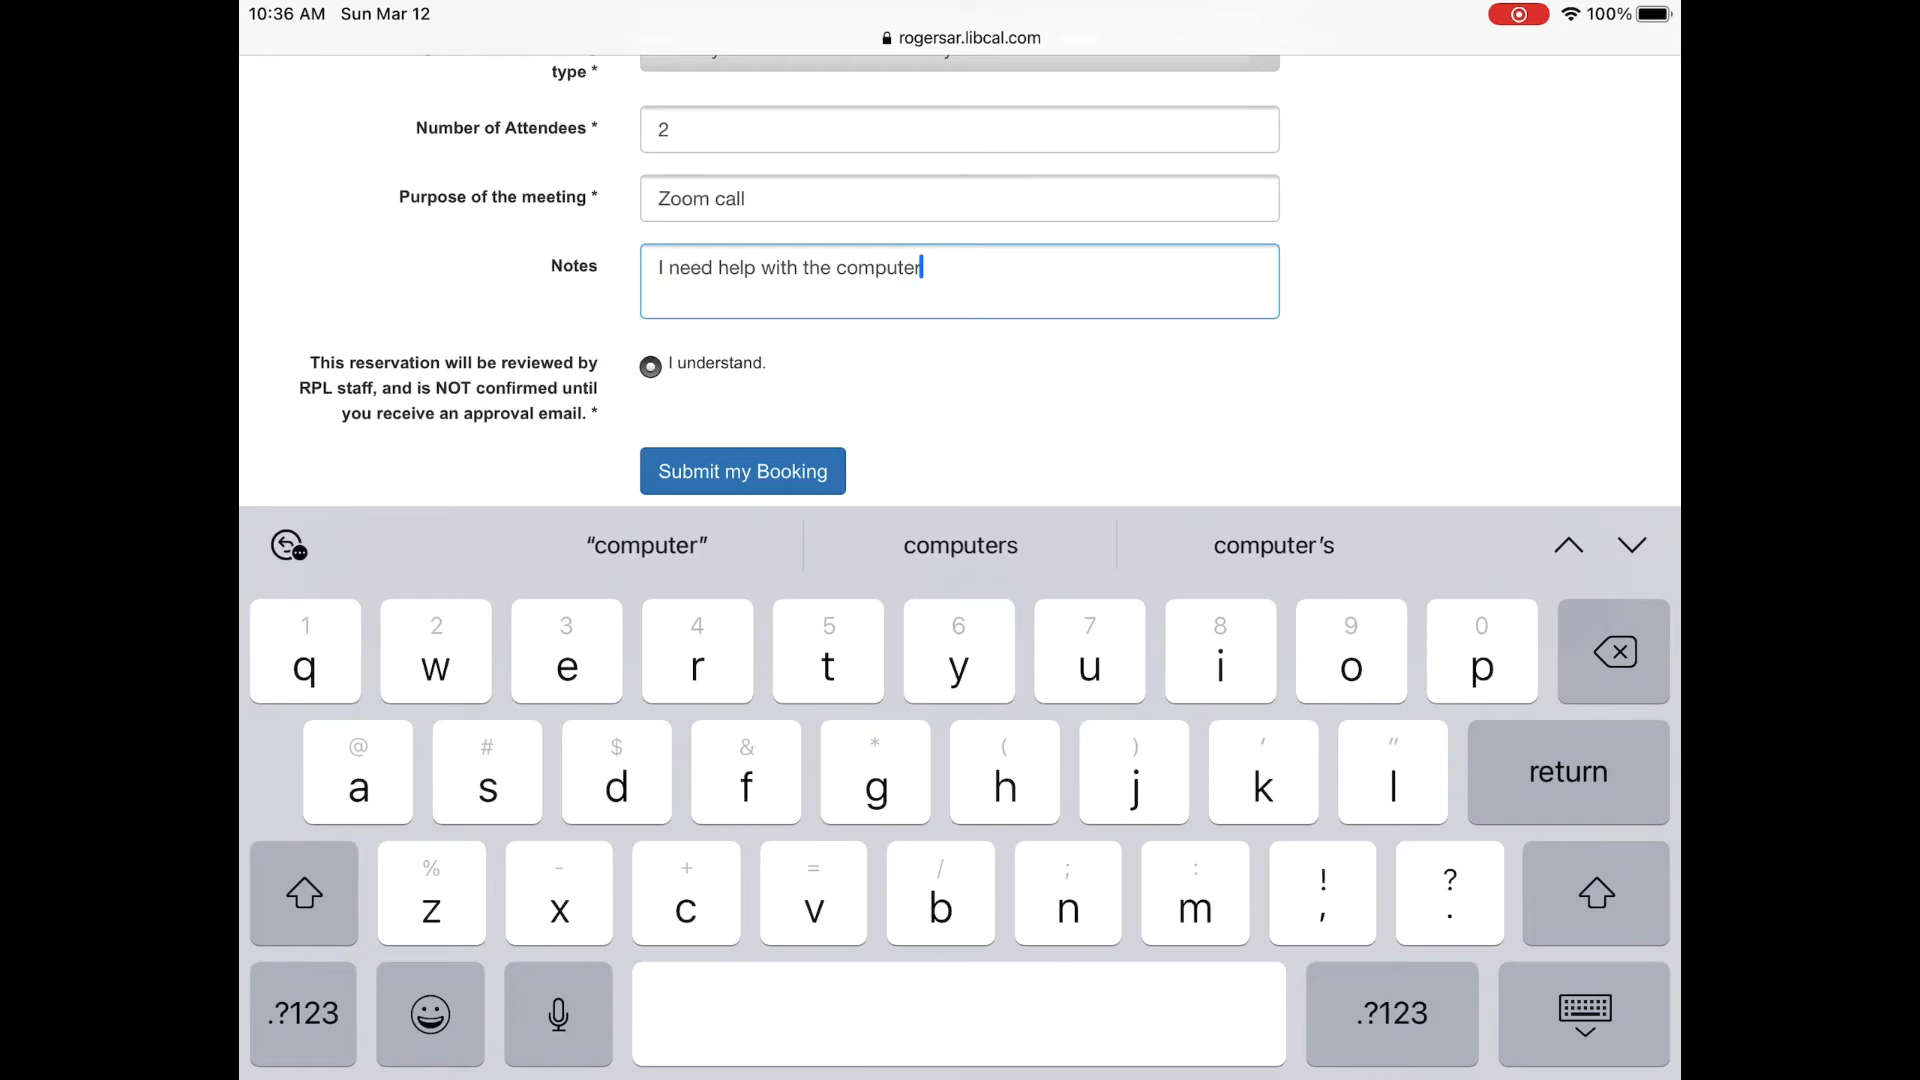 10:36 AM Sun Mar 12
100%
rogersar.libcal.com
type *
Number of Attendees *
2
Purpose of the meeting *
Zoom call
Notes
I need help with the computer
This reservation will be reviewed by
RPL staff, and is NOT confirmed until
you receive an approval email. *
I understand.
Submit my Booking
“computer” computers computer’s
1 2 3 4 5 6 7 8 9 0
q w e r t y u i o p
@ # $ & * ( ) ' "
a s d f g h j k l return
% - + = / ; : ! ?
z x c v b n m , .
.?123 .?123